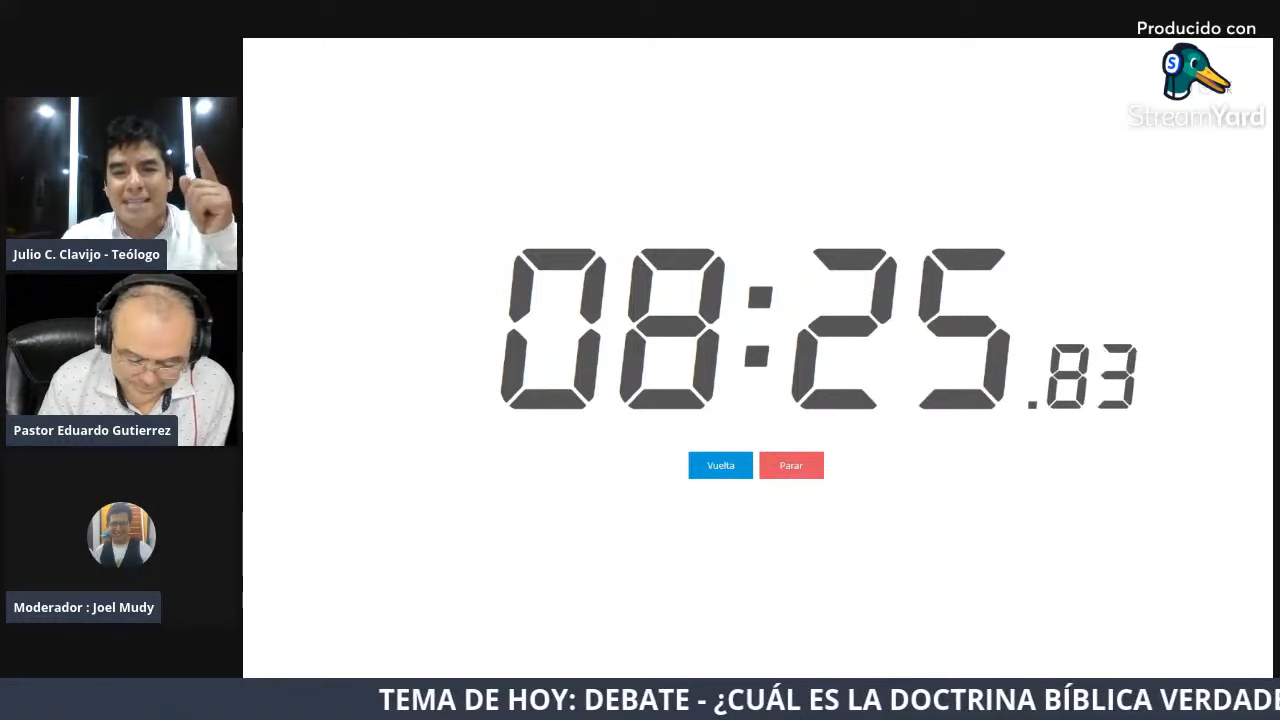 Producido con
StreamYard
Julio C. Clavijo - Teólogo
08:25.83
Pastor Eduardo Gutierrez
Vuelta
Parar
Moderador : Joel Mudy
TEMA DE HOY: DEBATE - ¿CUÁL ES LA DOCTRINA BÍBLICA